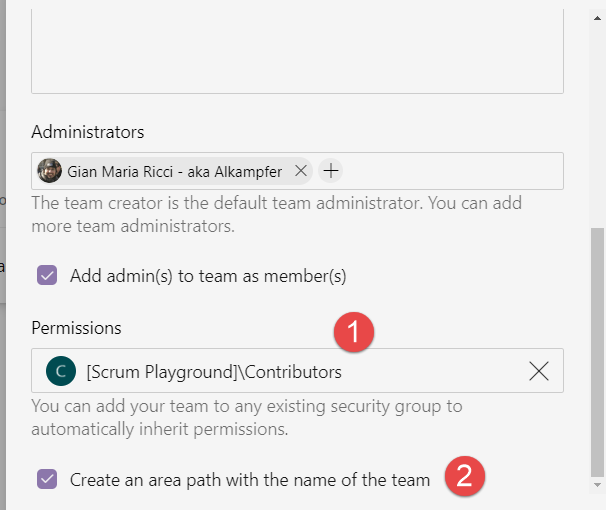 Administrators
Gian Maria Ricci - aka Alkampfer
The team creator is the default team administrator. You can add
more team administrators.
Add admin(s) to team as member(s)
Permissions
1
C
[Scrum Playground]\Contributors
You can add your team to any existing security group to
automatically inherit permissions.
Create an area path with the name of the team
2